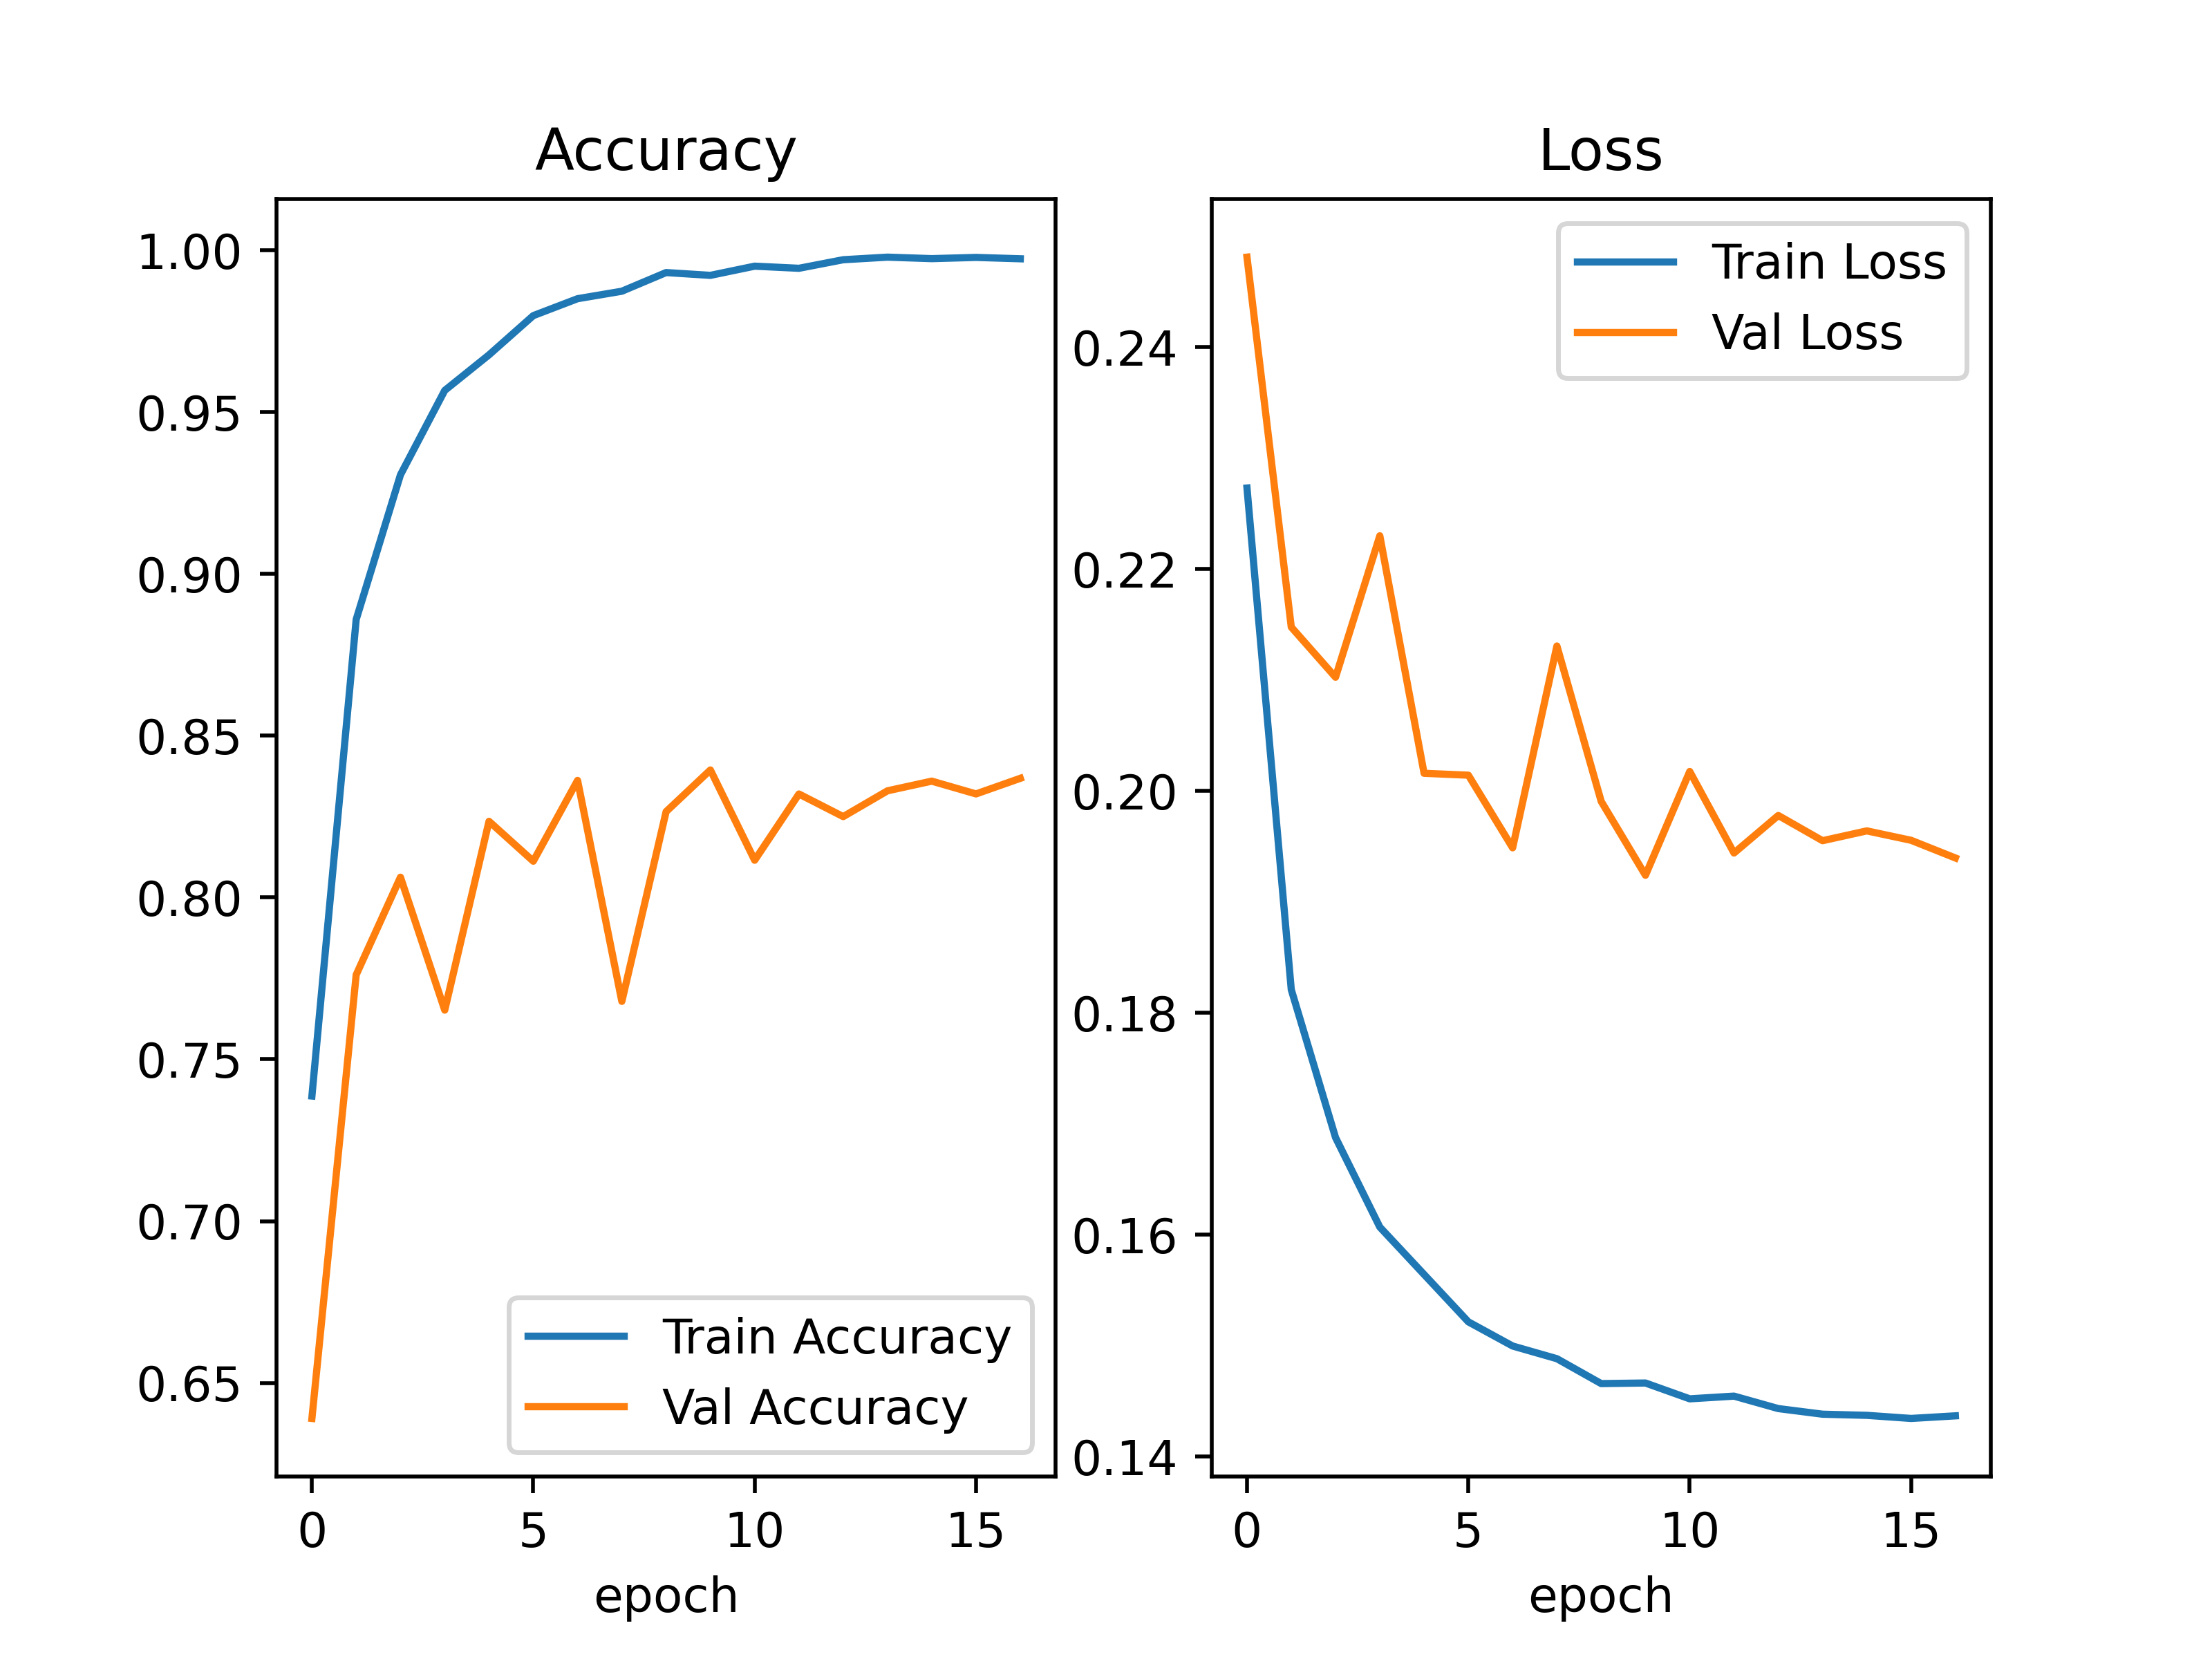 Accuracy
1.00
0.95
0.90
0.85
0.80
0.75
0.70
0.65
Train Accuracy
Val Accuracy
0 5 10 15
epoch
Loss
Train Loss
Val Loss
0.24
0.22
0.20
0.18
0.16
0.14
0 5 10 15
epoch